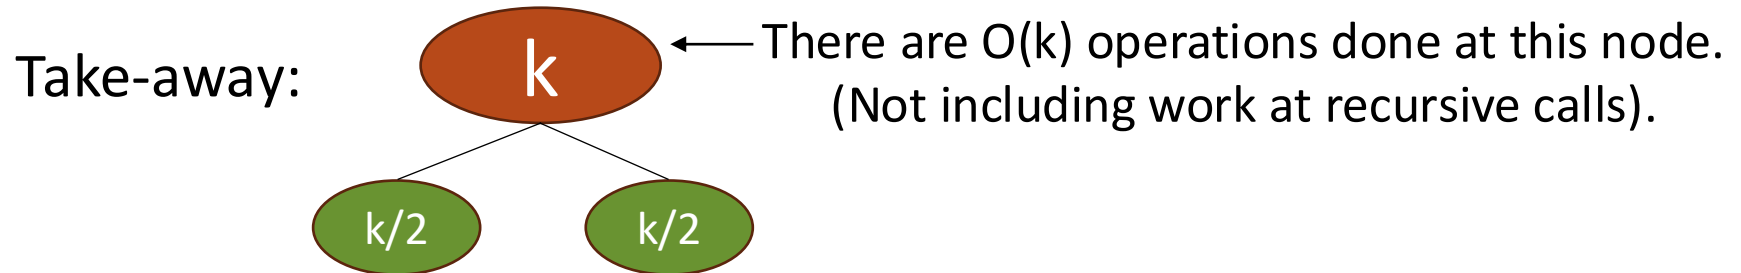 Take-away:
k
There are O(k) operations done at this node.
(Not including work at recursive calls).
k/2
k/2